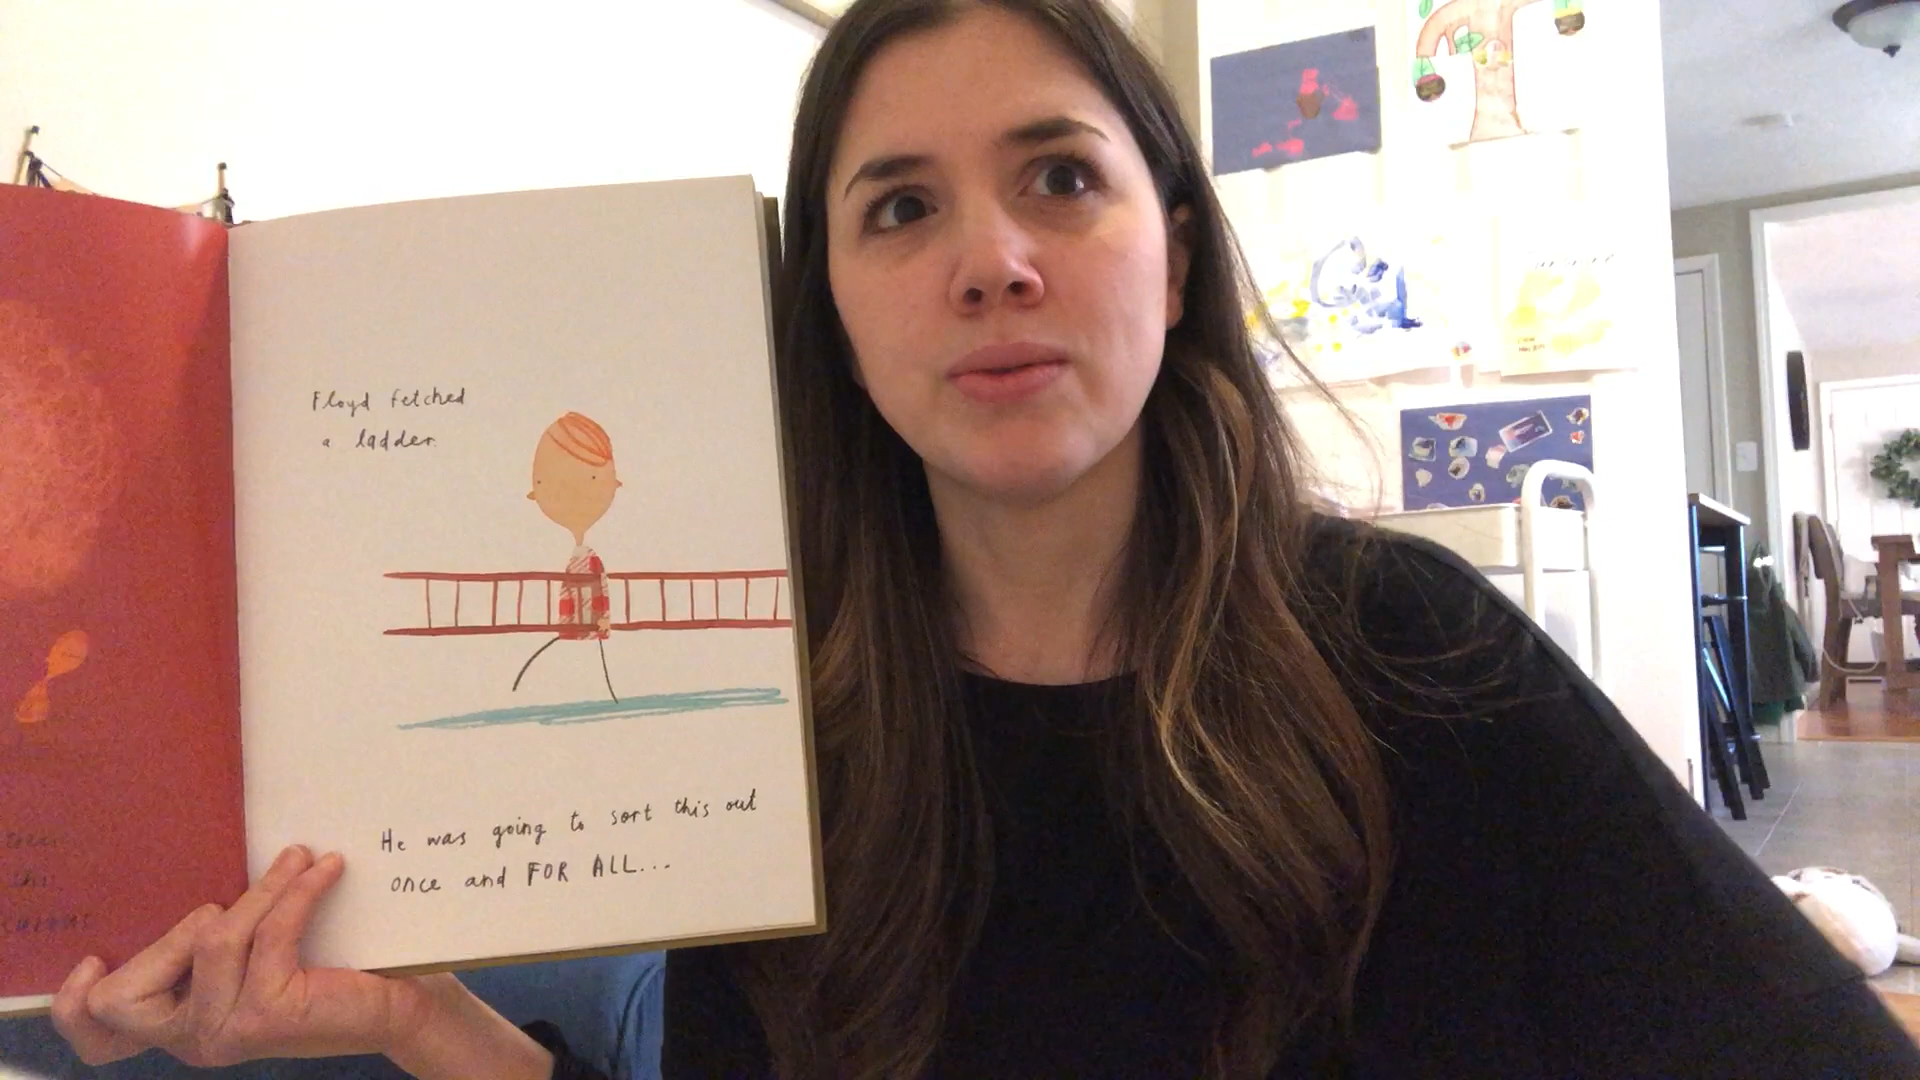 Floyd fetched
a ladder.
He was going to sort this out
once and FOR ALL...